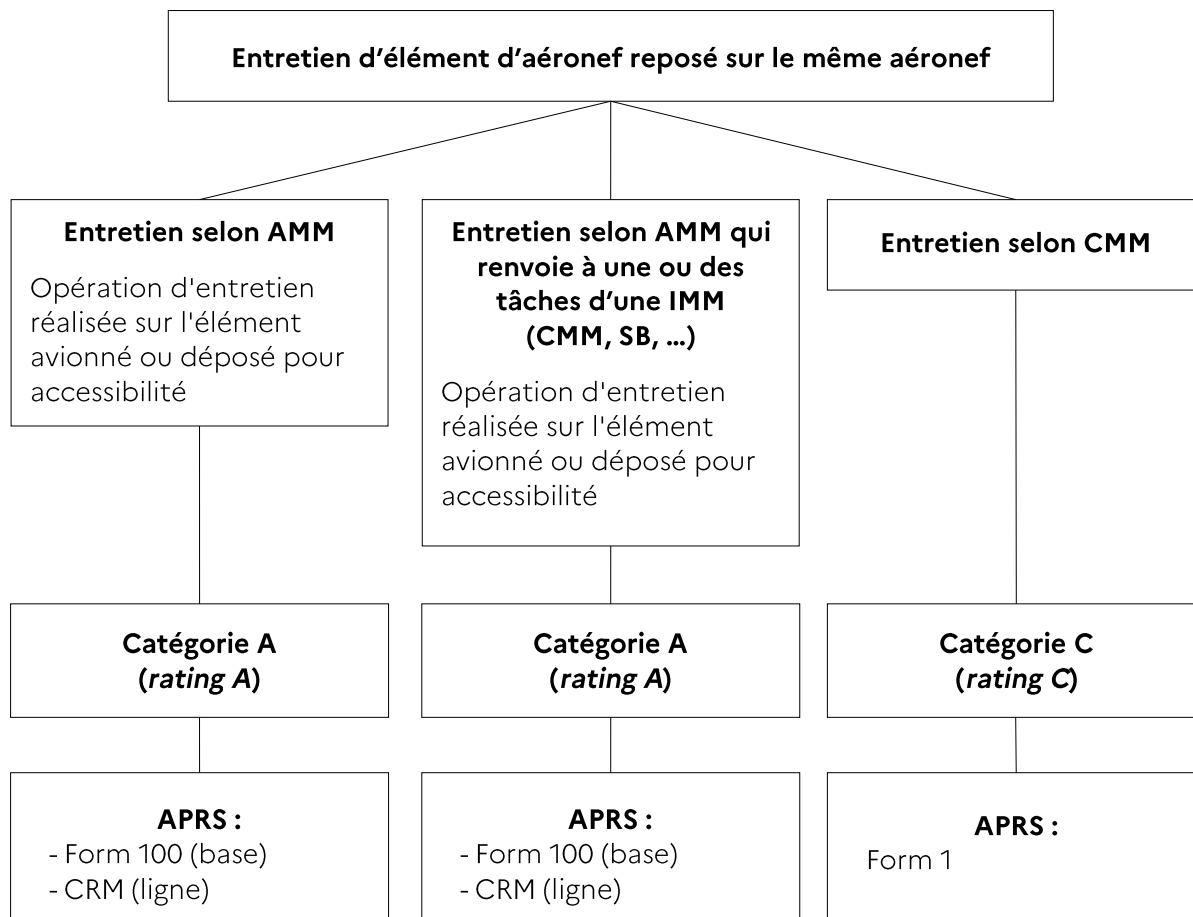 Entretien d’élément d’aéronef reposé sur le même aéronef
Entretien selon AMM
Opération d'entretien
réalisée sur l'élément
avionné ou déposé pour
accessibilité
Entretien selon AMM qui
renvoie à une ou des
tâches d’une IMM
(CMM, SB, …)
Opération d'entretien
réalisée sur l'élément
avionné ou déposé pour
accessibilité
Entretien selon CMM
Catégorie A
(rating A)
Catégorie A
(rating A)
Catégorie C
(rating C)
APRS :
- Form 100 (base)
- CRM (ligne)
APRS :
- Form 100 (base)
- CRM (ligne)
APRS :
Form 1